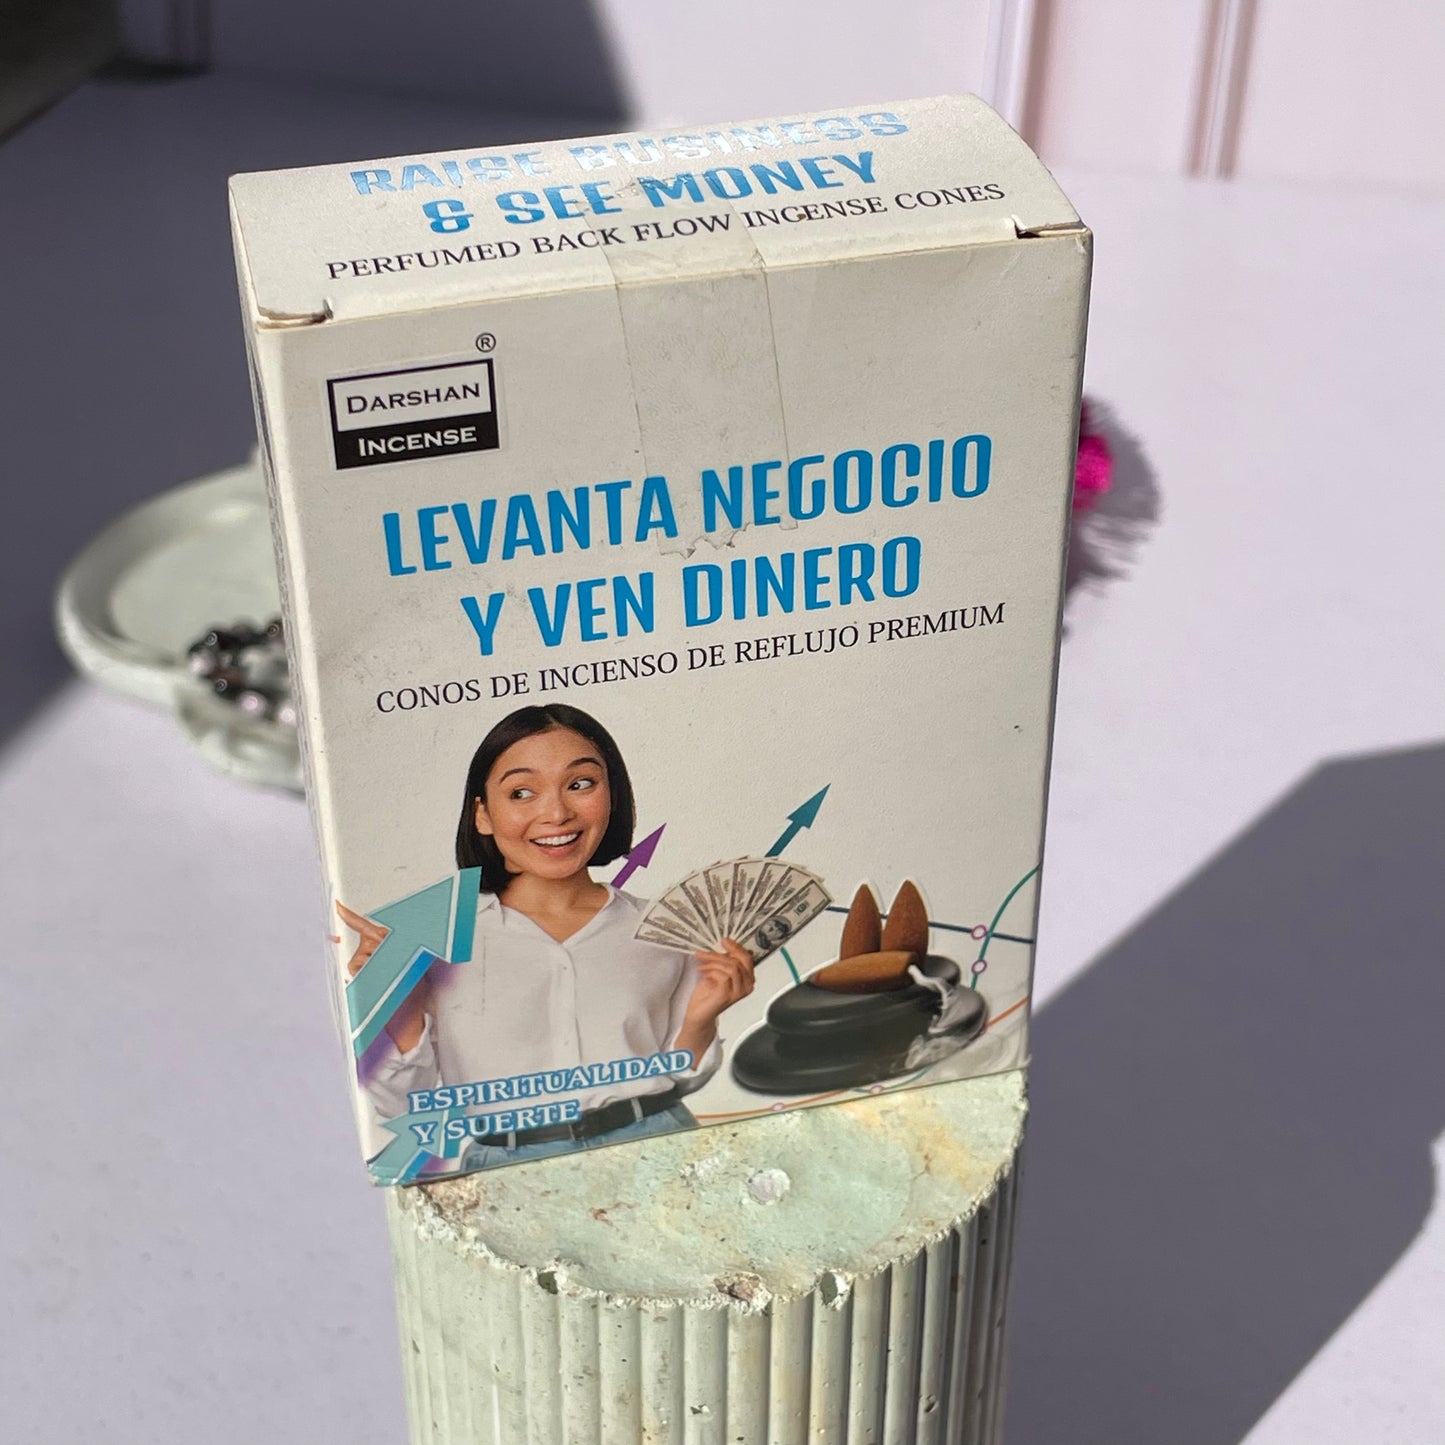 RAISE BUSINESS
& SEE MONEY
PERFUMED BACK FLOW INCENSE CONES
®
DARSHAN
INCENSE
LEVANTA NEGOCIO
Y VEN DINERO
CONOS DE INCIENSO DE REFLUJO PREMIUM
ESPIRITUALIDAD
Y SUERTE